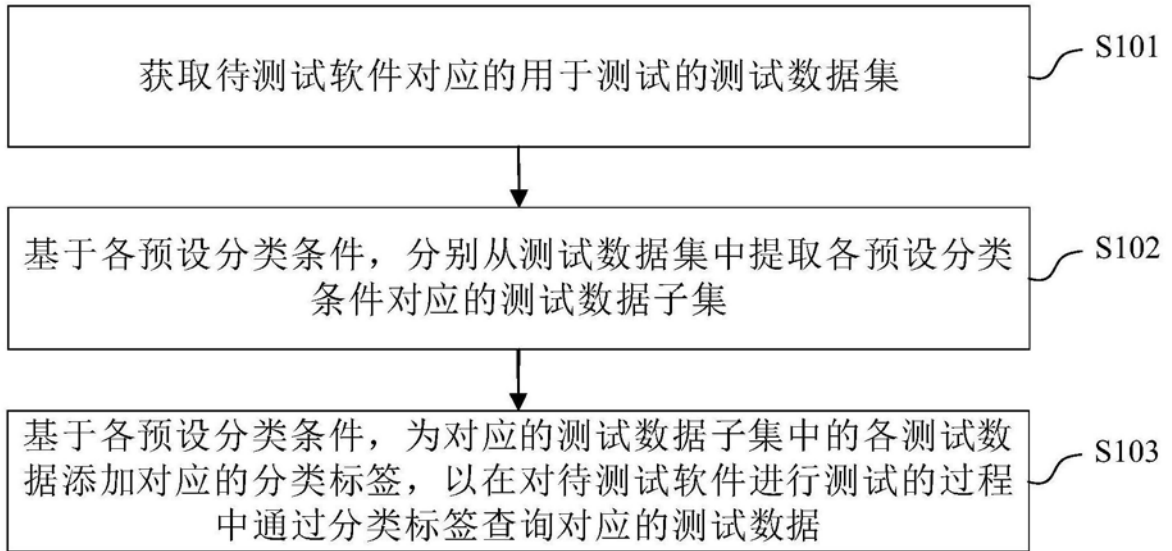 获取待测试软件对应的用于测试的测试数据集
S101
基于各预设分类条件，分别从测试数据集中提取各预设分类
条件对应的测试数据子集
S102
基于各预设分类条件，为对应的测试数据子集中的各测试数
据添加对应的分类标签，以在对待测试软件进行测试的过程
中通过分类标签查询对应的测试数据
S103